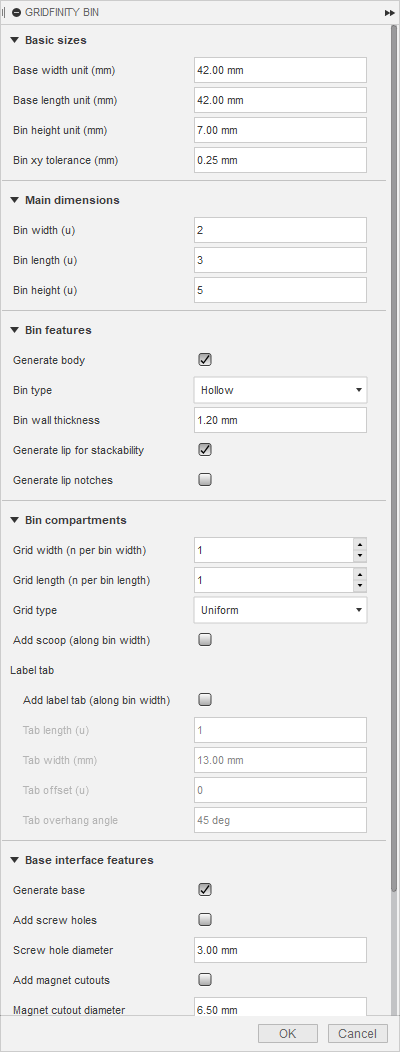 GRIDFINITY BIN
Basic sizes
Base width unit (mm) 42.00 mm
Base length unit (mm) 42.00 mm
Bin height unit (mm) 7.00 mm
Bin xy tolerance (mm) 0.25 mm
Main dimensions
Bin width (u) 2
Bin length (u) 3
Bin height (u) 5
Bin features
Generate body
Bin type Hollow
Bin wall thickness 1.20 mm
Generate lip for stackability
Generate lip notches
Bin compartments
Grid width (n per bin width) 1
Grid length (n per bin length) 1
Grid type Uniform
Add scoop (along bin width)
Label tab
Add label tab (along bin width)
Tab length (u) 1
Tab width (mm) 13.00 mm
Tab offset (u) 0
Tab overhang angle 45 deg
Base interface features
Generate base
Add screw holes
Screw hole diameter 3.00 mm
Add magnet cutouts
Magnet cutout diameter 6.50 mm
OK Cancel